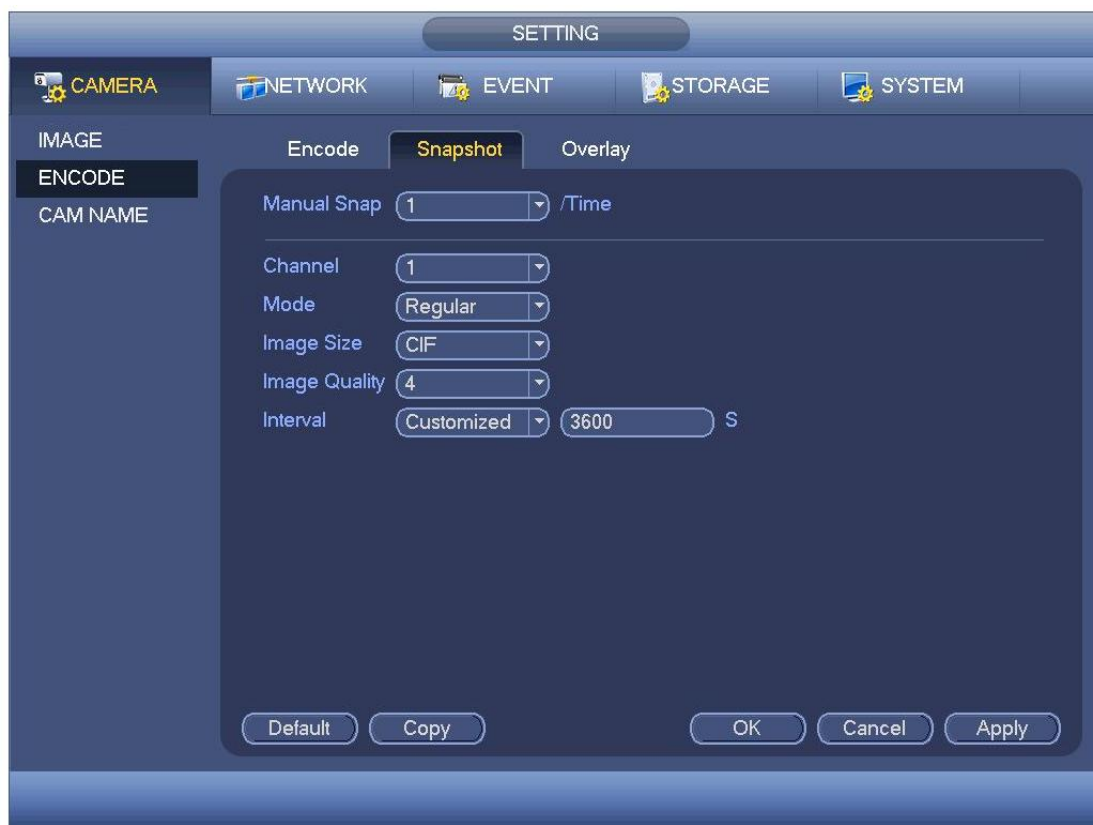 SETTING
CAMERA NETWORK EVENT STORAGE SYSTEM
IMAGE
ENCODE
CAM NAME
Encode Snapshot Overlay
Manual Snap 1 /Time
Channel 1
Mode Regular
Image Size CIF
Image Quality 4
Interval Customized 3600 S
Default Copy OK Cancel Apply